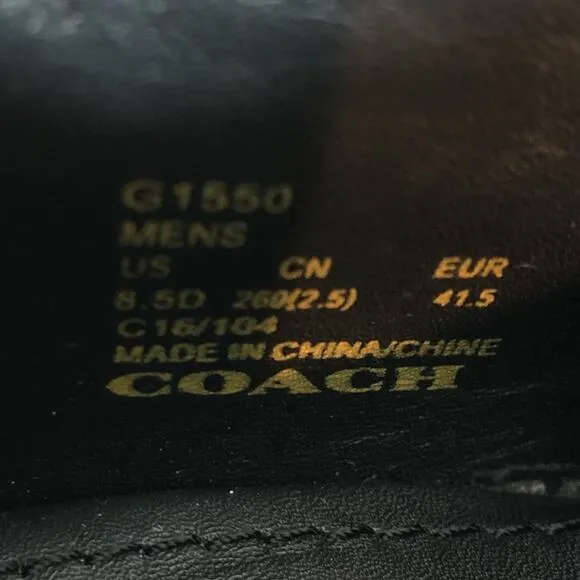 G1550
MENS
US CN EUR
8.5D 260(2.5) 41.5
C16/104
MADE IN CHINA/CHINE
COACH